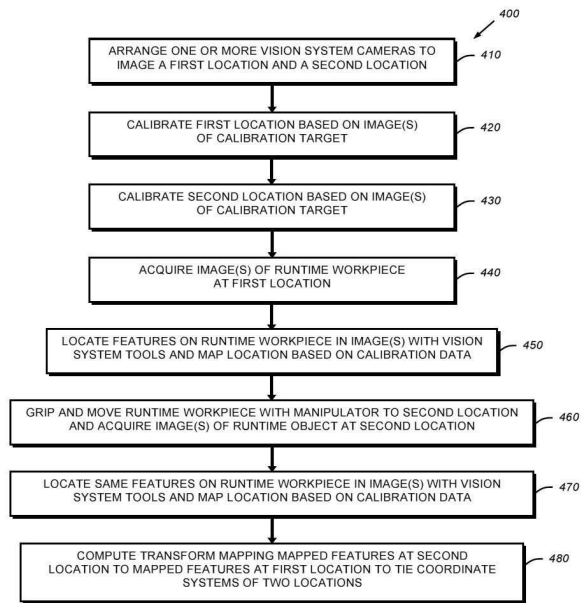 400
ARRANGE ONE OR MORE VISION SYSTEM CAMERAS TO
IMAGE A FIRST LOCATION AND A SECOND LOCATION
410
CALIBRATE FIRST LOCATION BASED ON IMAGE(S)
OF CALIBRATION TARGET
420
CALIBRATE SECOND LOCATION BASED ON IMAGE(S)
OF CALIBRATION TARGET
430
ACQUIRE IMAGE(S) OF RUNTIME WORKPIECE
AT FIRST LOCATION
440
LOCATE FEATURES ON RUNTIME WORKPIECE IN IMAGE(S) WITH VISION
SYSTEM TOOLS AND MAP LOCATION BASED ON CALIBRATION DATA
450
GRIP AND MOVE RUNTIME WORKPIECE WITH MANIPULATOR TO SECOND LOCATION
AND ACQUIRE IMAGE(S) OF RUNTIME OBJECT AT SECOND LOCATION
460
LOCATE SAME FEATURES ON RUNTIME WORKPIECE IN IMAGE(S) WITH VISION
SYSTEM TOOLS AND MAP LOCATION BASED ON CALIBRATION DATA
470
COMPUTE TRANSFORM MAPPING MAPPED FEATURES AT SECOND
LOCATION TO MAPPED FEATURES AT FIRST LOCATION TO TIE COORDINATE
SYSTEMS OF TWO LOCATIONS
480